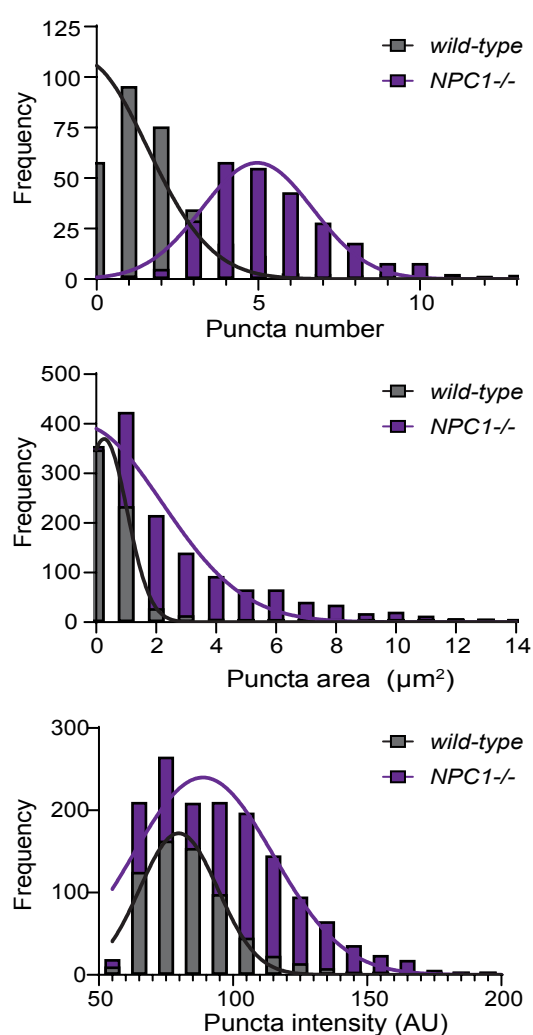 125
100
75
50
25
0
Frequency
wild-type
NPC1-/-
0 5 10
Puncta number
500
400
300
200
100
0
Frequency
wild-type
NPC1-/-
0 2 4 6 8 10 12 14
Puncta area (μm²)
300
200
100
0
Frequency
wild-type
NPC1-/-
50 100 150 200
Puncta intensity (AU)